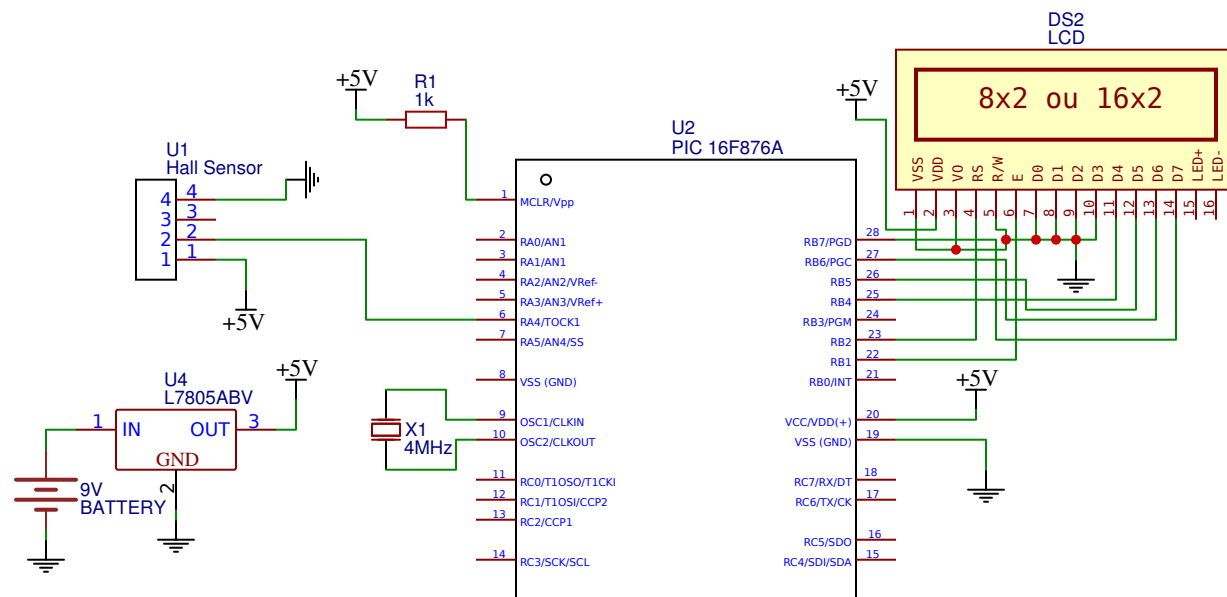 DS2
LCD
8x2 ou 16x2
VSS
VDD
VO
RS
R/W
E
D0
D1
D2
D3
D4
D5
D6
D7
LED+
LED-
1
2
3
4
5
6
7
8
9
10
11
12
13
14
15
16
+5V
R1
1k
+5V
U1
Hall Sensor
4 4
3 3
2 2
1 1
+5V
U4
L7805ABV
+5V
1 IN OUT 3
GND
2
9V
BATTERY
X1
4MHz
U2
PIC 16F876A
1 MCLR/Vpp
2 RA0/AN1
3 RA1/AN1
4 RA2/AN2/VRef-
5 RA3/AN3/VRef+
6 RA4/TOCK1
7 RA5/AN4/SS
8 VSS (GND)
9 OSC1/CLKIN
10 OSC2/CLKOUT
11 RC0/T1OSO/T1CKI
12 RC1/T1OSI/CCP2
13 RC2/CCP1
14 RC3/SCK/SCL
RB7/PGD 28
RB6/PGC 27
RB5 26
RB4 25
RB3/PGM 24
RB2 23
RB1 22
RB0/INT 21
VCC/VDD(+) 20
VSS (GND) 19
RC7/RX/DT 18
RC6/TX/CK 17
RC5/SDO 16
RC4/SDI/SDA 15
+5V